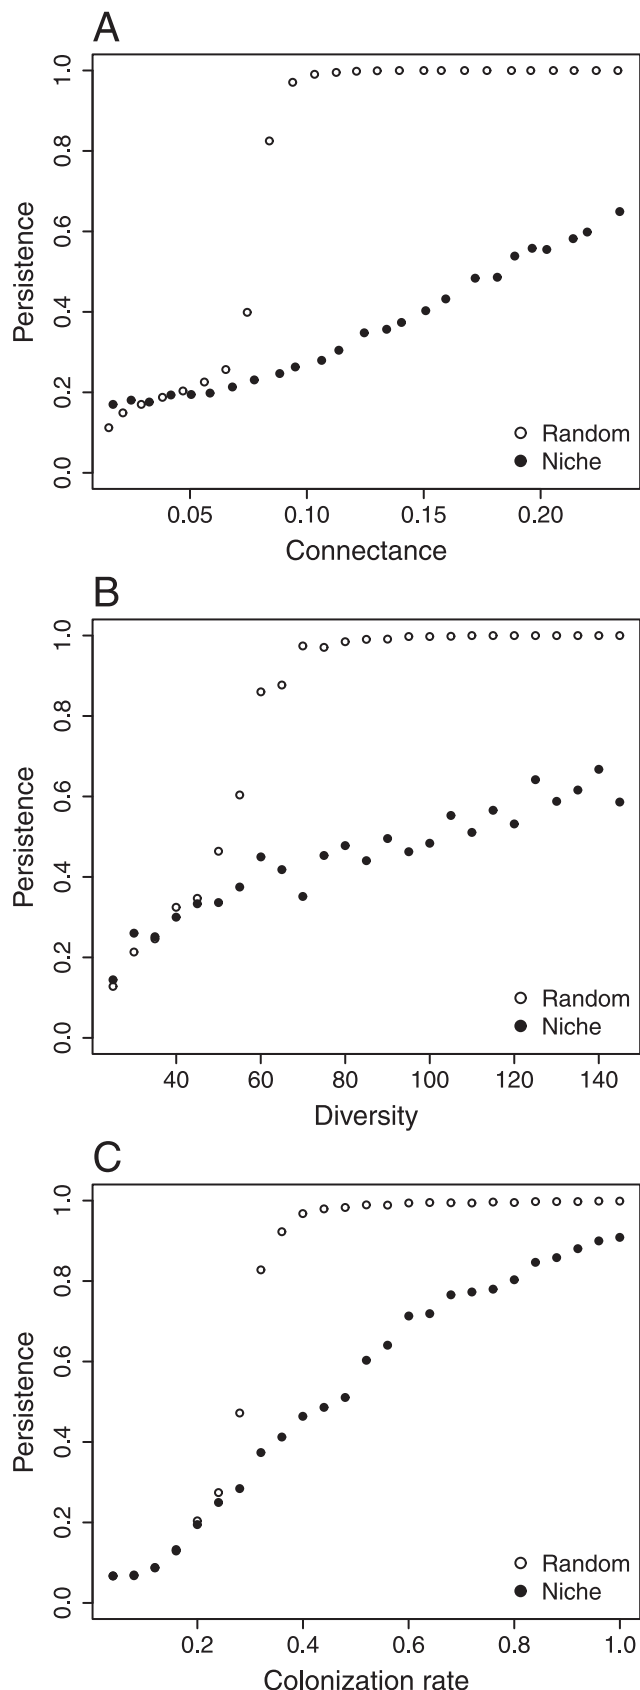 A
Persistence
0.0 0.2 0.4 0.6 0.8 1.0
Random
Niche
0.05 0.10 0.15 0.20
Connectance
B
Persistence
0.0 0.2 0.4 0.6 0.8 1.0
Random
Niche
40 60 80 100 120 140
Diversity
C
Persistence
0.0 0.2 0.4 0.6 0.8 1.0
Random
Niche
0.2 0.4 0.6 0.8 1.0
Colonization rate